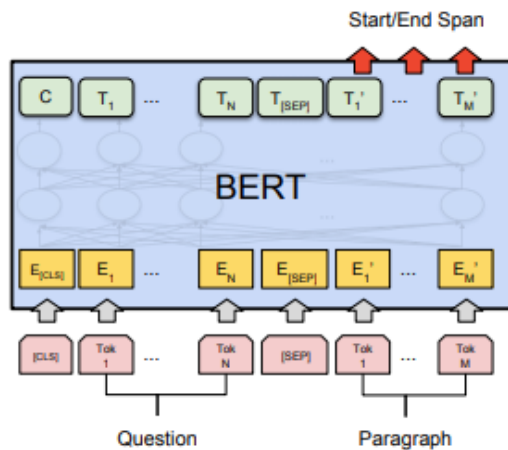 Start/End Span
C T1 ... TN T[SEP] T1' ... TM'
...
BERT
...
E[CLS] E1 ... EN E[SEP] E1' ... EM'
[CLS] Tok 1 ... Tok N [SEP] Tok 1 ... Tok M
Question Paragraph